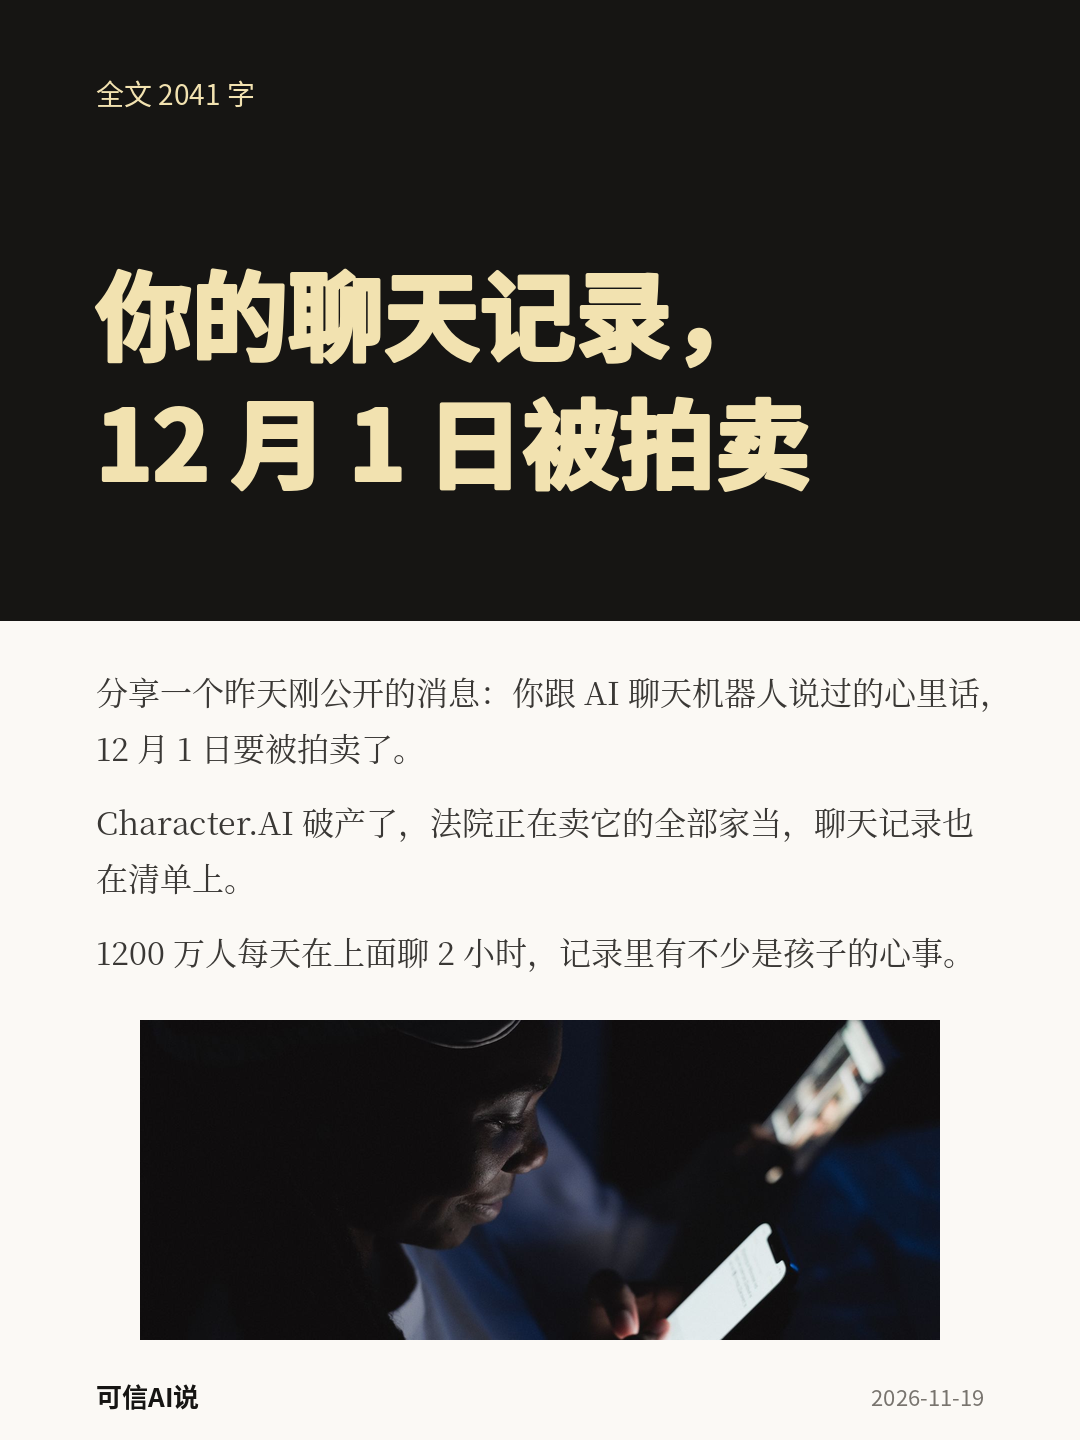 全文 2041 字
你的聊天记录，
12 月 1 日被拍卖
分享一个昨天刚公开的消息：你跟 AI 聊天机器人说过的心里话，
12 月 1 日要被拍卖了。
Character.AI 破产了，法院正在卖它的全部家当，聊天记录也
在清单上。
1200 万人每天在上面聊 2 小时，记录里有不少是孩子的心事。
可信AI说
2026-11-19